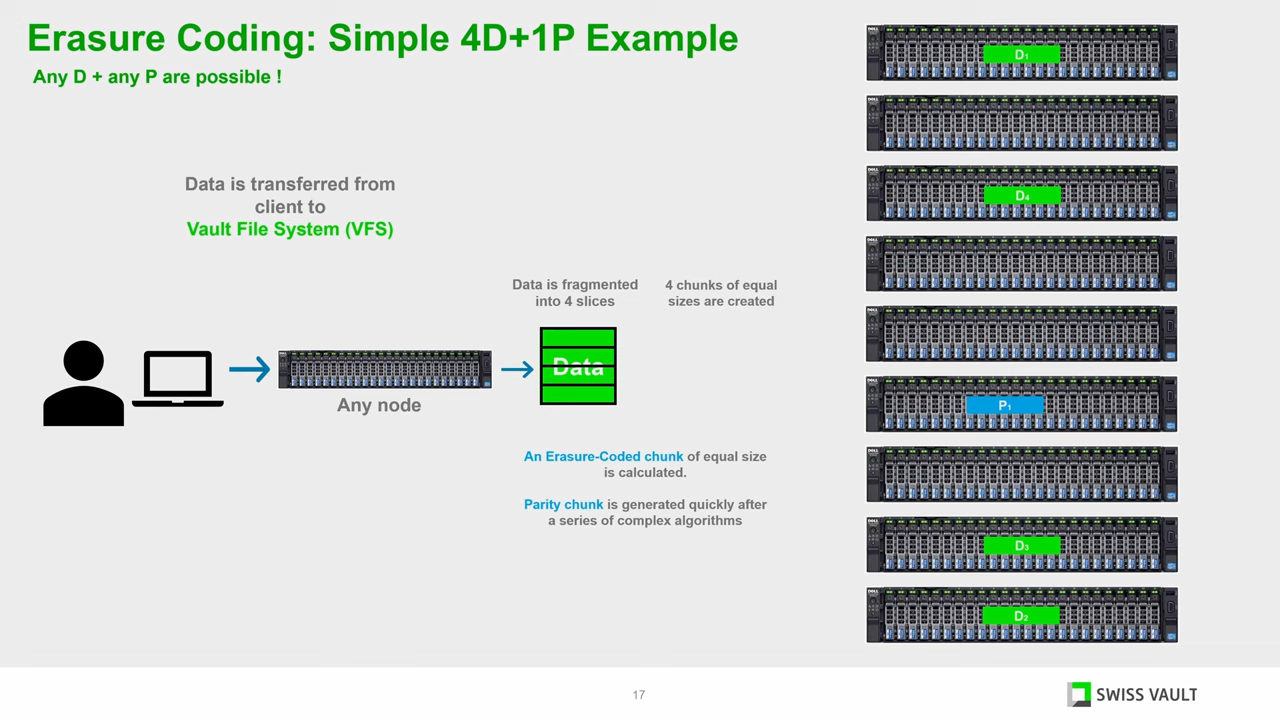 Erasure Coding: Simple 4D+1P Example
Any D + any P are possible !
Data is transferred from
client to
Vault File System (VFS)
Any node
Data is fragmented
into 4 slices
4 chunks of equal
sizes are created
Data
An Erasure-Coded chunk of equal size
is calculated.
Parity chunk is generated quickly after
a series of complex algorithms
D1
D4
P1
D3
D2
17
SWISS VAULT